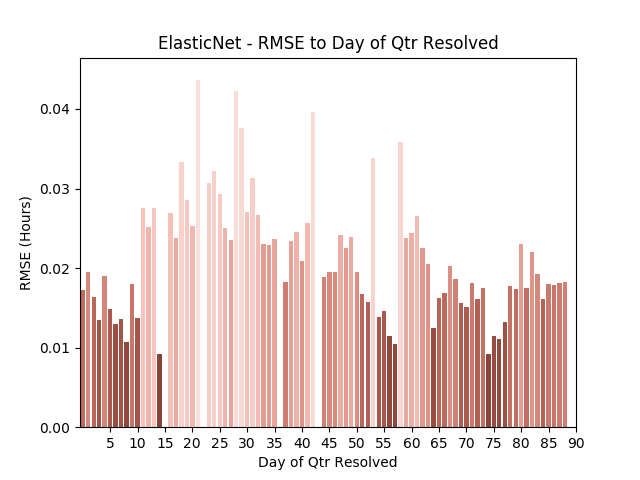 ElasticNet - RMSE to Day of Qtr Resolved
0.04
0.03
0.02
0.01
0.00
RMSE (Hours)
5 10 15 20 25 30 35 40 45 50 55 60 65 70 75 80 85 90
Day of Qtr Resolved